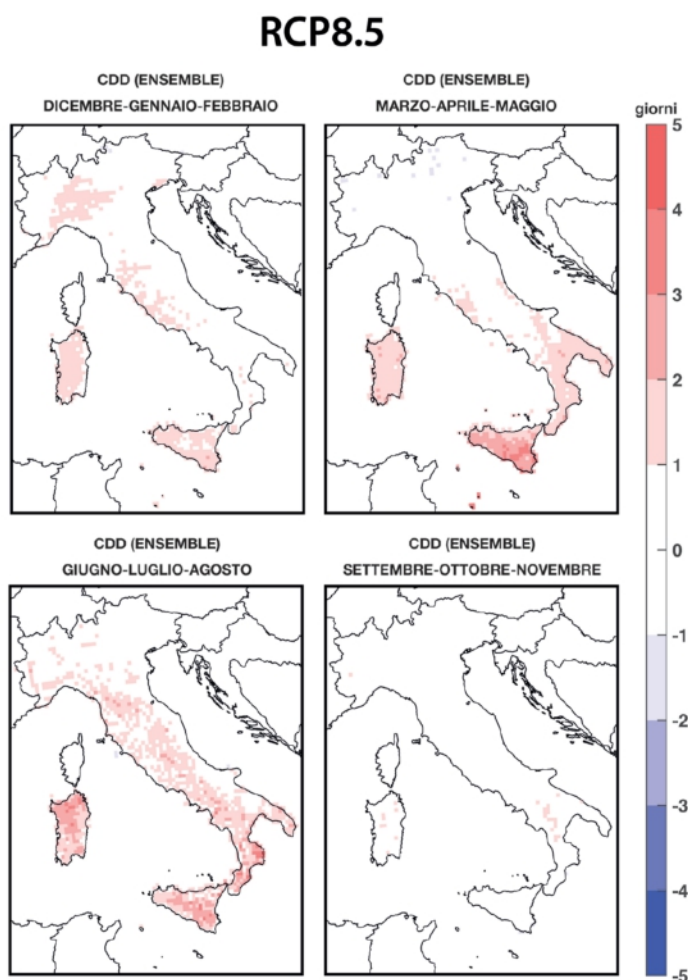 RCP8.5
CDD (ENSEMBLE)
DICEMBRE-GENNAIO-FEBBRAIO
CDD (ENSEMBLE)
MARZO-APRILE-MAGGIO
giorni
5
4
3
2
1
0
-1
-2
-3
-4
-5
CDD (ENSEMBLE)
GIUGNO-LUGLIO-AGOSTO
CDD (ENSEMBLE)
SETTEMBRE-OTTOBRE-NOVEMBRE